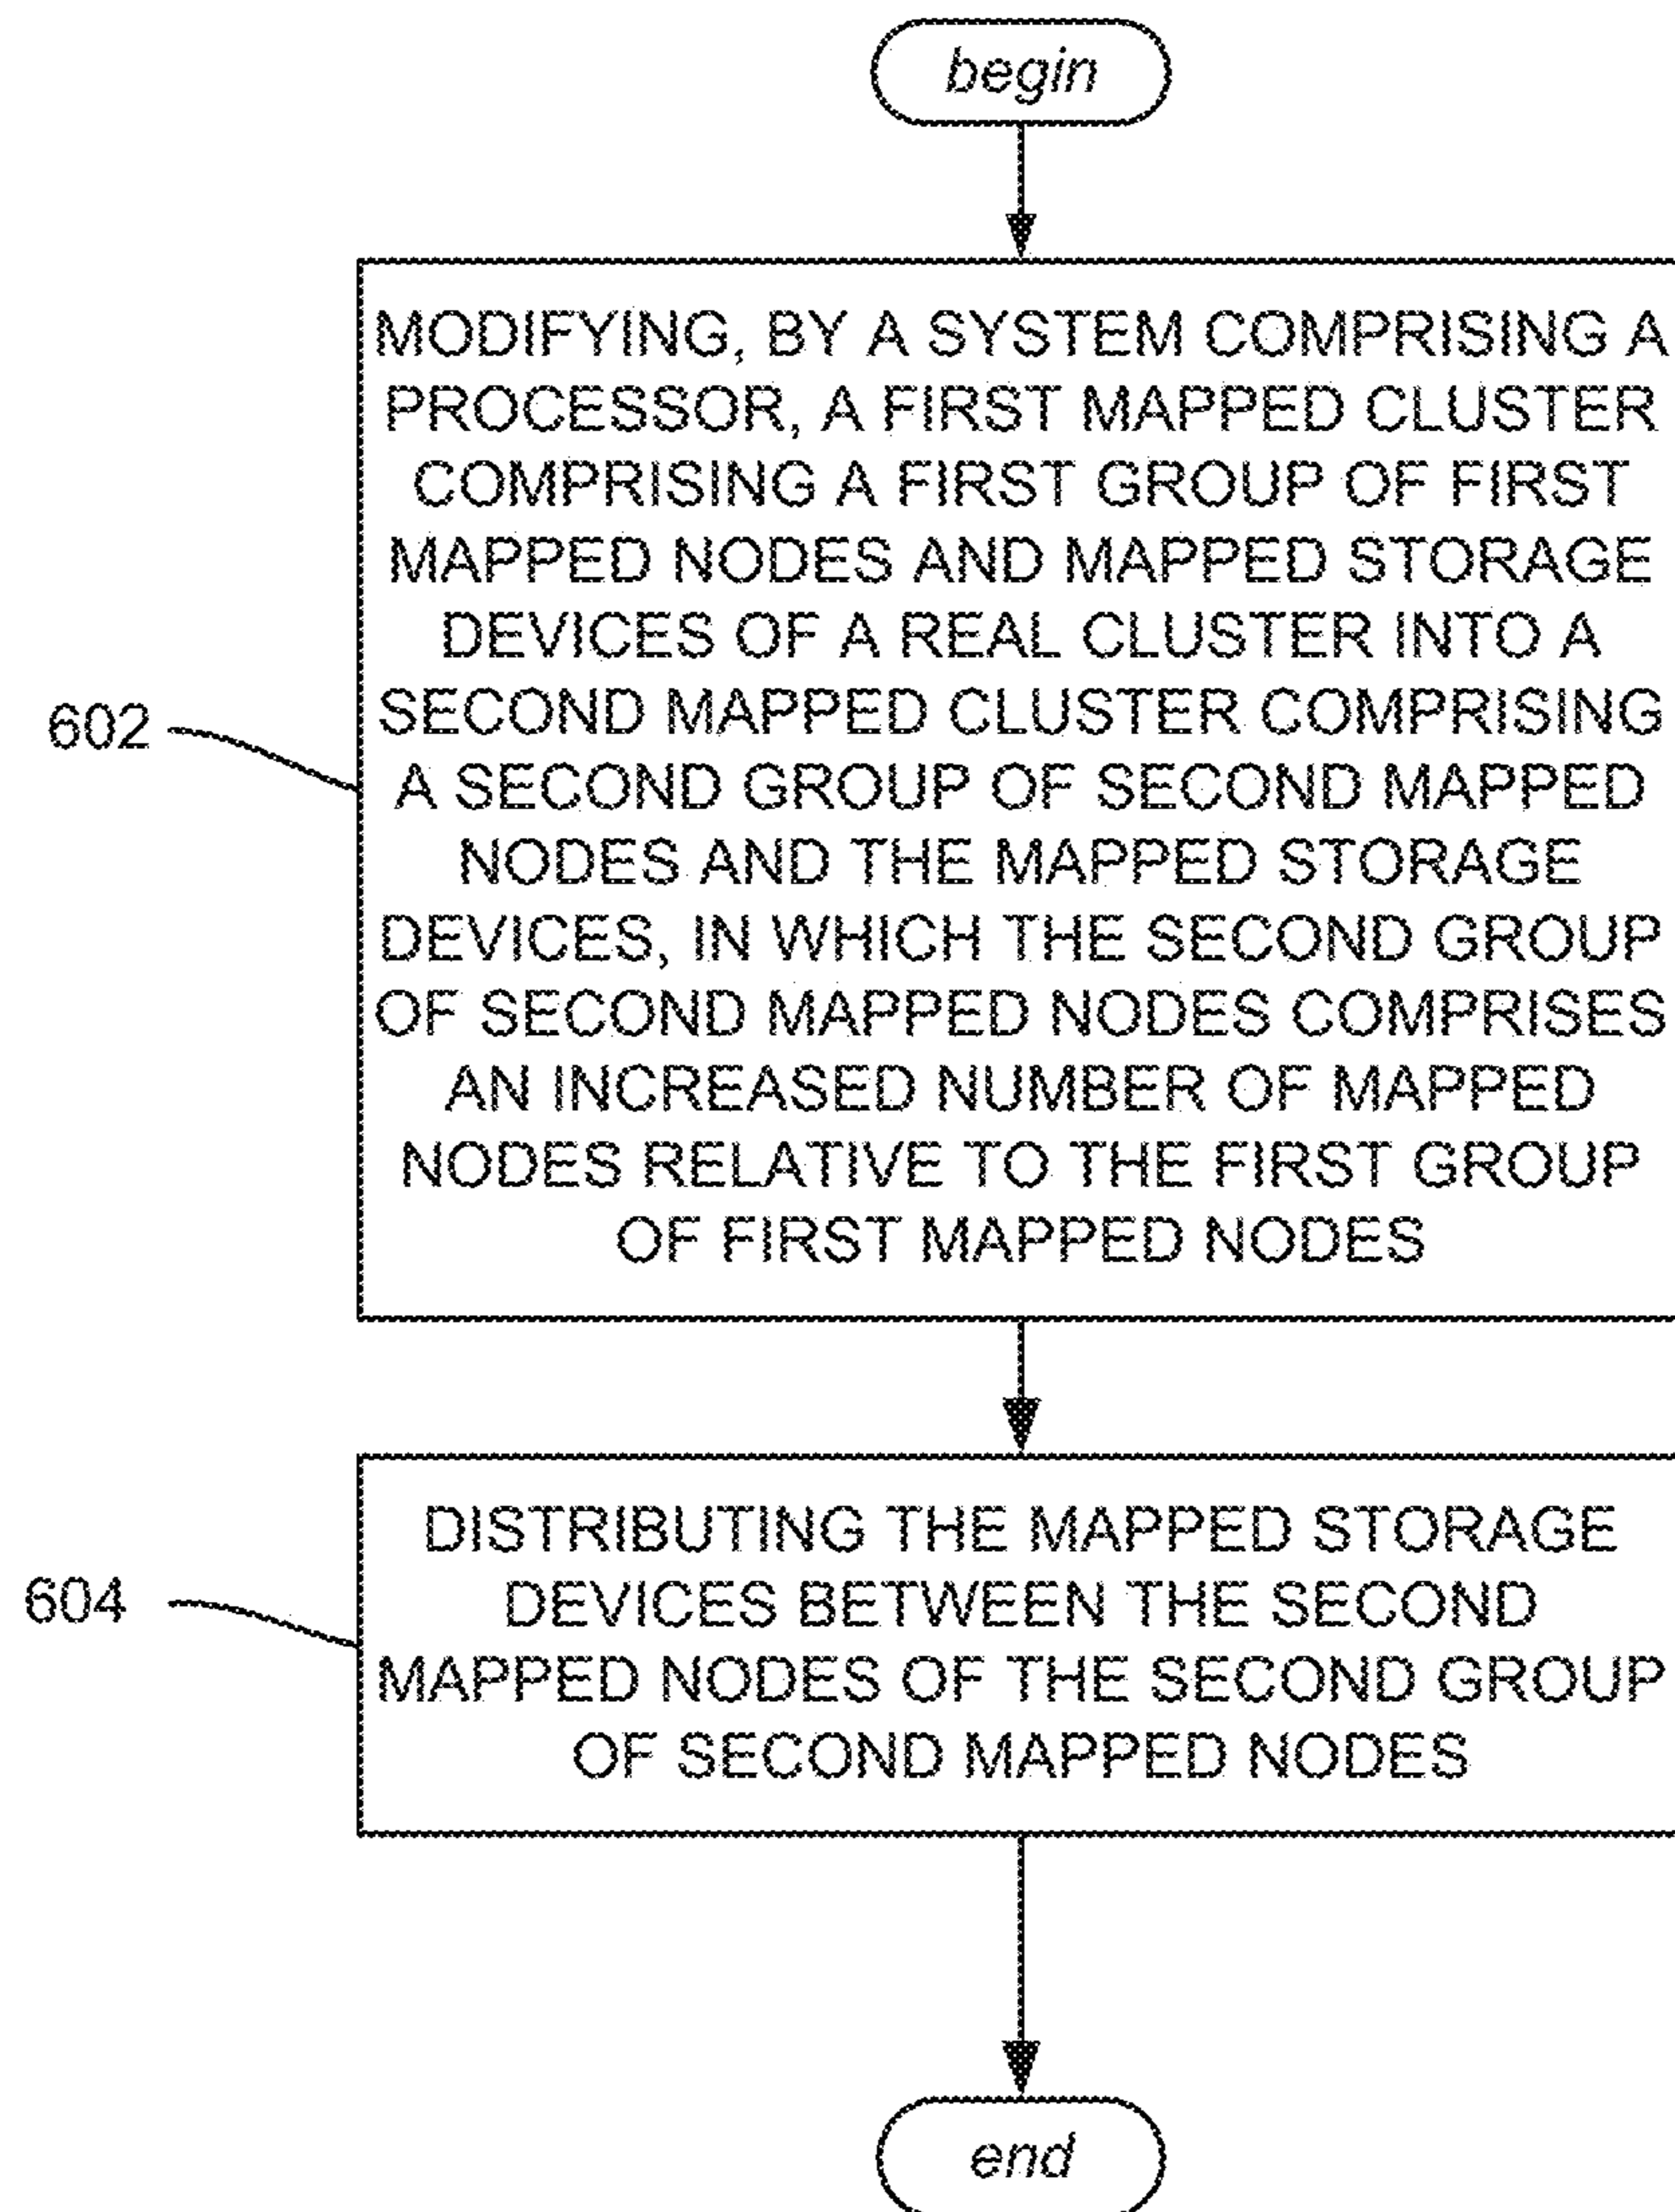 begin
MODIFYING, BY A SYSTEM COMPRISING A
PROCESSOR, A FIRST MAPPED CLUSTER
COMPRISING A FIRST GROUP OF FIRST
MAPPED NODES AND MAPPED STORAGE
DEVICES OF A REAL CLUSTER INTO A
SECOND MAPPED CLUSTER COMPRISING
A SECOND GROUP OF SECOND MAPPED
NODES AND THE MAPPED STORAGE
DEVICES, IN WHICH THE SECOND GROUP
OF SECOND MAPPED NODES COMPRISES
AN INCREASED NUMBER OF MAPPED
NODES RELATIVE TO THE FIRST GROUP
OF FIRST MAPPED NODES
602
DISTRIBUTING THE MAPPED STORAGE
DEVICES BETWEEN THE SECOND
MAPPED NODES OF THE SECOND GROUP
OF SECOND MAPPED NODES
604
end